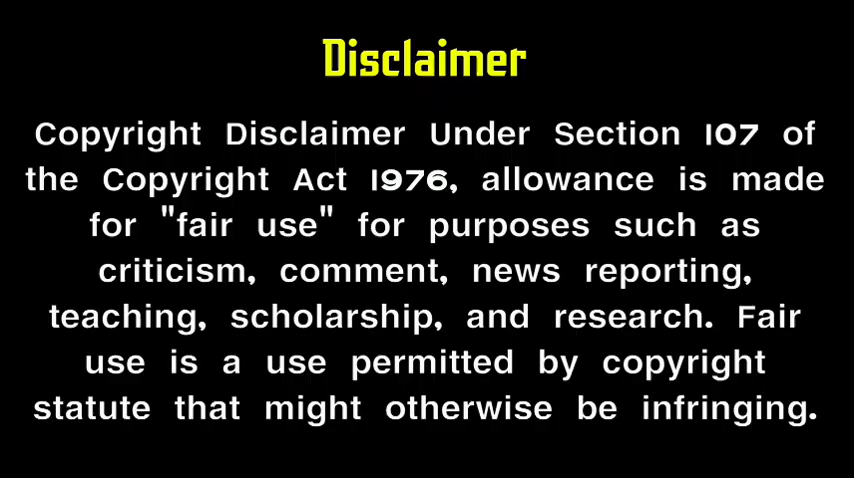 Disclaimer
Copyright Disclaimer Under Section 107 of
the Copyright Act 1976, allowance is made
for "fair use" for purposes such as
criticism, comment, news reporting,
teaching, scholarship, and research. Fair
use is a use permitted by copyright
statute that might otherwise be infringing.